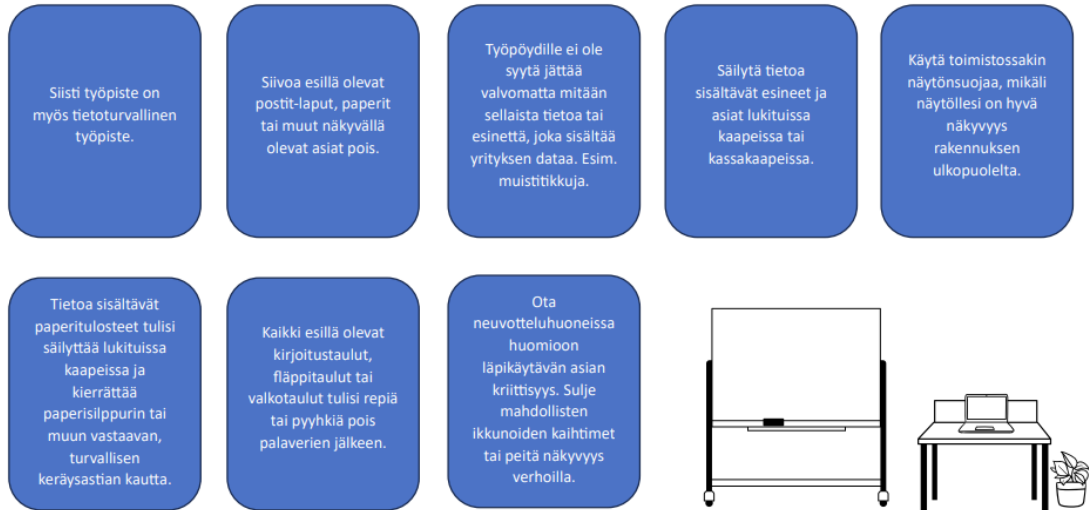 Siisti työpiste on
myös tietoturvallinen
työpiste.
Siivoa esillä olevat
postit-laput, paperit
tai muut näkyvällä
olevat asiat pois.
Työpöydille ei ole
syytä jättää
valvomatta mitään
sellaista tietoa tai
esinettä, joka sisältää
yrityksen dataa. Esim.
muistitikkuja.
Säilytä tietoa
sisältävät esineet ja
asiat lukituissa
kaapeissa tai
kassakaapeissa.
Käytä toimistossakin
näytönsuojaa, mikäli
näytöllesi on hyvä
näkyvyys
rakennuksen
ulkopuolelta.
Tietoa sisältävät
paperitulosteet tulisi
säilyttää lukituissa
kaapeissa ja
kierrättää
paperisilppurin tai
muun vastaavan,
turvallisen
keräysastian kautta.
Kaikki esillä olevat
kirjoitustaulut,
fläppitaulut tai
valkotaulut tulisi repiä
tai pyyhkiä pois
palaverien jälkeen.
Ota
neuvotteluhuoneissa
huomioon
läpikäytävän asian
kriittisyys. Sulje
mahdollisten
ikkunoiden kaihtimet
tai peitä näkyvyys
verhoilla.